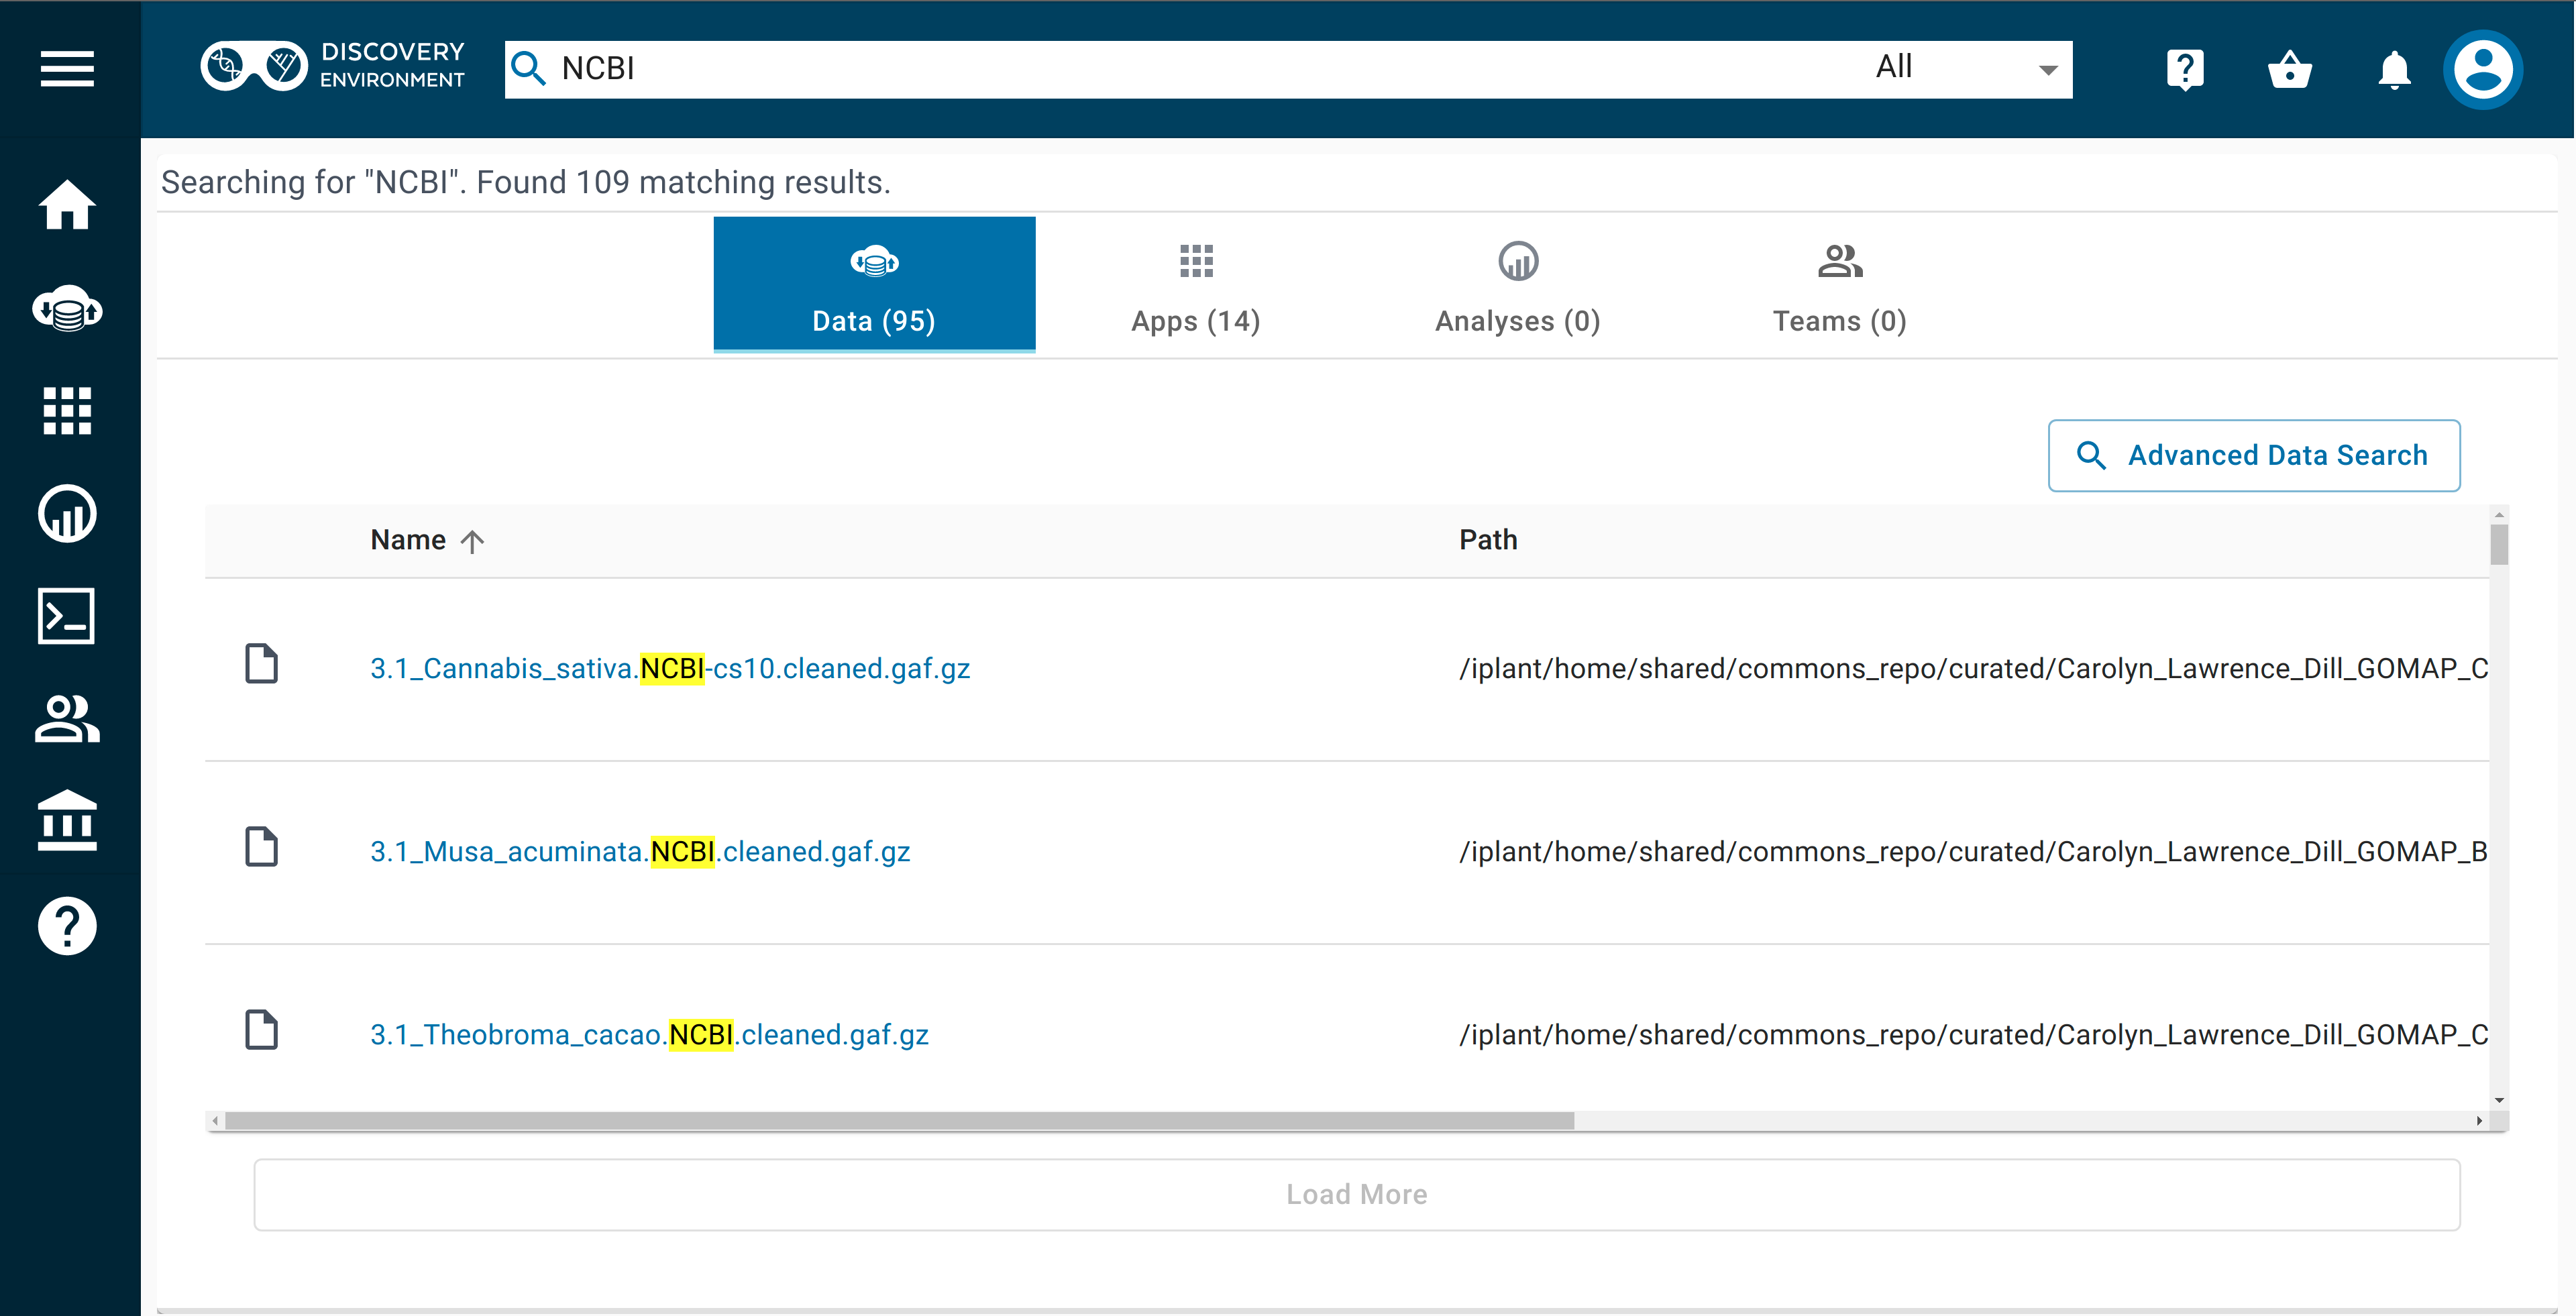 DISCOVERY
ENVIRONMENT
NCBI
All
Searching for "NCBI". Found 109 matching results.
Data (95)
Apps (14)
Analyses (0)
Teams (0)
Advanced Data Search
Name
Path
3.1_Cannabis_sativa.NCBI-cs10.cleaned.gaf.gz
/iplant/home/shared/commons_repo/curated/Carolyn_Lawrence_Dill_GOMAP_C
3.1_Musa_acuminata.NCBI.cleaned.gaf.gz
/iplant/home/shared/commons_repo/curated/Carolyn_Lawrence_Dill_GOMAP_B
3.1_Theobroma_cacao.NCBI.cleaned.gaf.gz
/iplant/home/shared/commons_repo/curated/Carolyn_Lawrence_Dill_GOMAP_C
Load More